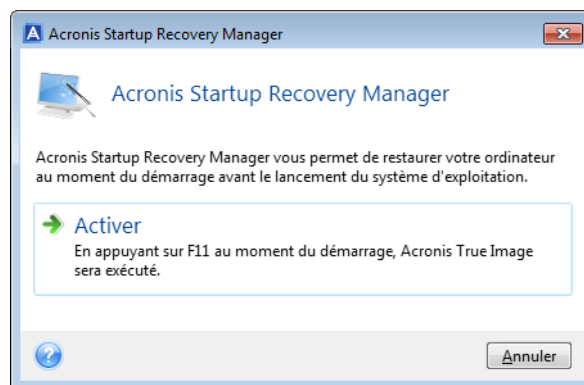 Acronis Startup Recovery Manager
Acronis Startup Recovery Manager
Acronis Startup Recovery Manager vous permet de restaurer votre ordinateur
au moment du démarrage avant le lancement du système d'exploitation.
Activer
En appuyant sur F11 au moment du démarrage, Acronis True Image
sera exécuté.
Annuler